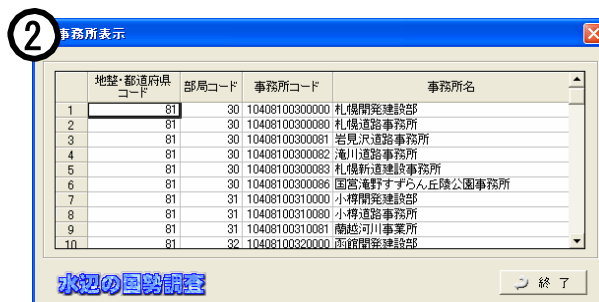 ②
事務所表示
地整・都道府県コード 部局コード 事務所コード 事務所名
1 81 30 10408100300000 札幌開発建設部
2 81 30 10408100300080 札幌道路事務所
3 81 30 10408100300081 岩見沢道路事務所
4 81 30 10408100300082 滝川道路事務所
5 81 30 10408100300083 札幌新道建設事務所
6 81 30 10408100300086 国営滝野すずらん丘陵公園事務所
7 81 31 10408100310000 小樽開発建設部
8 81 31 10408100310080 小樽道路事務所
9 81 31 10408100310081 蘭越河川事業所
10 81 32 10408100320000 函館開発建設部
水辺の国勢調査
終了